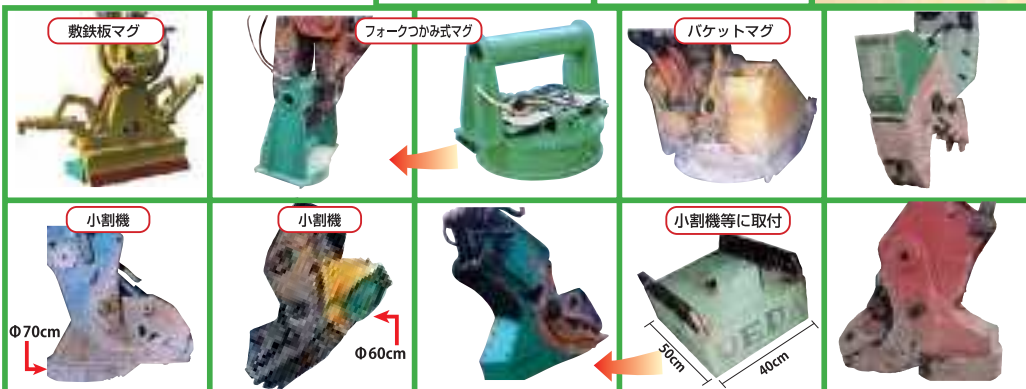 敷鉄板マグ
フォークつかみ式マグ
バケットマグ
小割機
小割機
小割機等に取付
Φ70cm
Φ60cm
50cm
40cm
UEDA